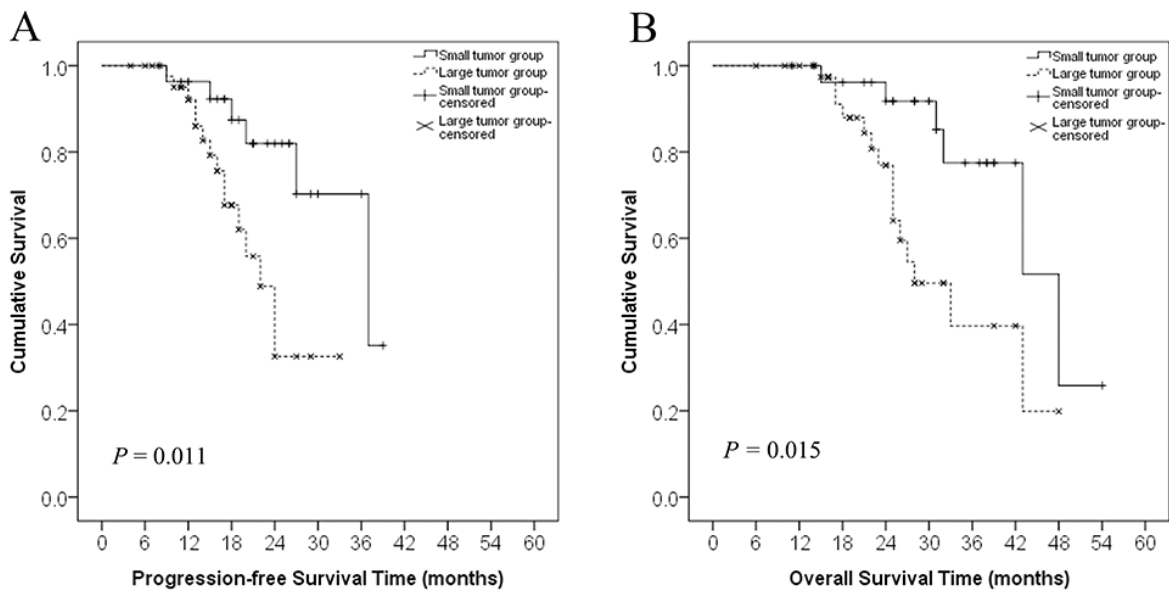 A
Small tumor group
Large tumor group
Small tumor group-
censored
Large tumor group-
censored
1.0
0.8
0.6
0.4
0.2
0.0
Cumulative Survival
P = 0.011
0 6 12 18 24 30 36 42 48 54 60
Progression-free Survival Time (months)
B
Small tumor group
Large tumor group
Small tumor group-
censored
Large tumor group-
censored
1.0
0.8
0.6
0.4
0.2
0.0
Cumulative Survival
P = 0.015
0 6 12 18 24 30 36 42 48 54 60
Overall Survival Time (months)